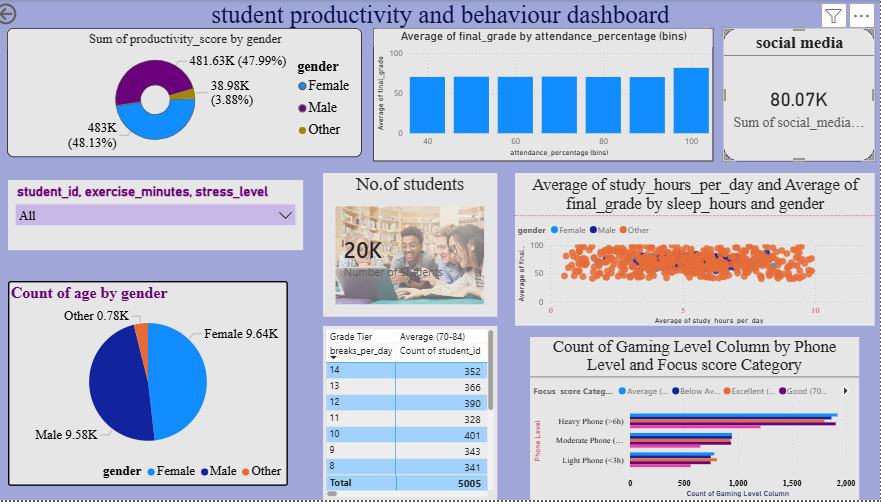 student productivity and behaviour dashboard
Sum of productivity_score by gender
481.63K (47.99%)
38.98K
(3.88%)
483K
(48.13%)
gender
Female
Male
Other
Average of final_grade by attendance_percentage (bins)
Average of final_grade
100
50
0
40
60
80
100
attendance_percentage (bins)
social media
80.07K
Sum of social_media...
student_id, exercise_minutes, stress_level
All
No.of students
20K
Number of Students
Average of study_hours_per_day and Average of
final_grade by sleep_hours and gender
gender Female Male Other
Average of final...
100
50
0
0
5
10
Average of study_hours_per_day
Count of age by gender
Other 0.78K
Female 9.64K
Male 9.58K
gender Female Male Other
Grade Tier Average (70-84)
breaks_per_day Count of student_id
14 352
13 366
12 390
11 328
10 401
9 343
8 341
Total 5005
Count of Gaming Level Column by Phone
Level and Focus score Category
Focus score Categ... Average (... Below Av... Excellent (... Good (70...
Phone Level
Heavy Phone (>6h)
Moderate Phone (...
Light Phone (<3h)
0 500 1,000 1,500 2,000
Count of Gaming Level Column